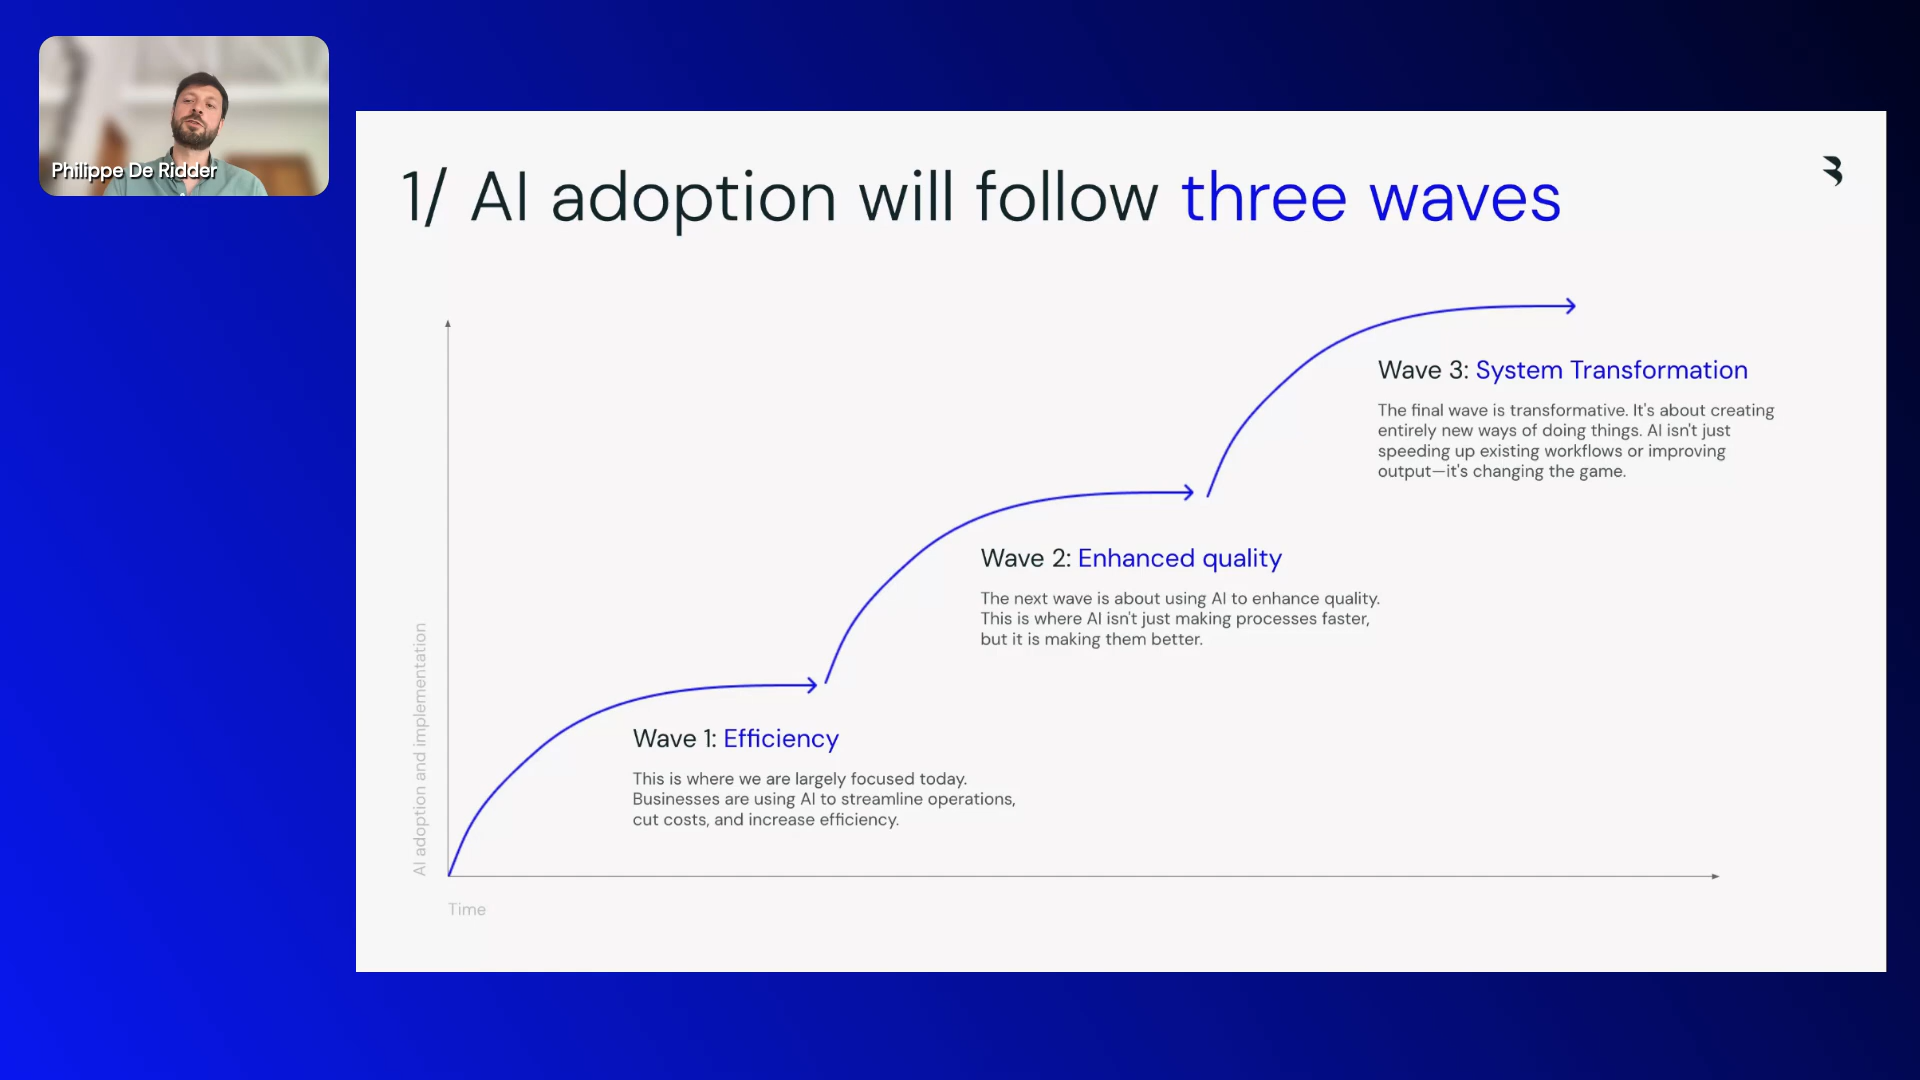 Philippe De Ridder
1/ AI adoption will follow three waves
Wave 3: System Transformation
The final wave is transformative. It's about creating
entirely new ways of doing things. AI isn't just
speeding up existing workflows or improving
output—it's changing the game.
Wave 2: Enhanced quality
The next wave is about using AI to enhance quality.
This is where AI isn't just making processes faster,
but it is making them better.
Wave 1: Efficiency
This is where we are largely focused today.
Businesses are using AI to streamline operations,
cut costs, and increase efficiency.
AI adoption and implementation
Time